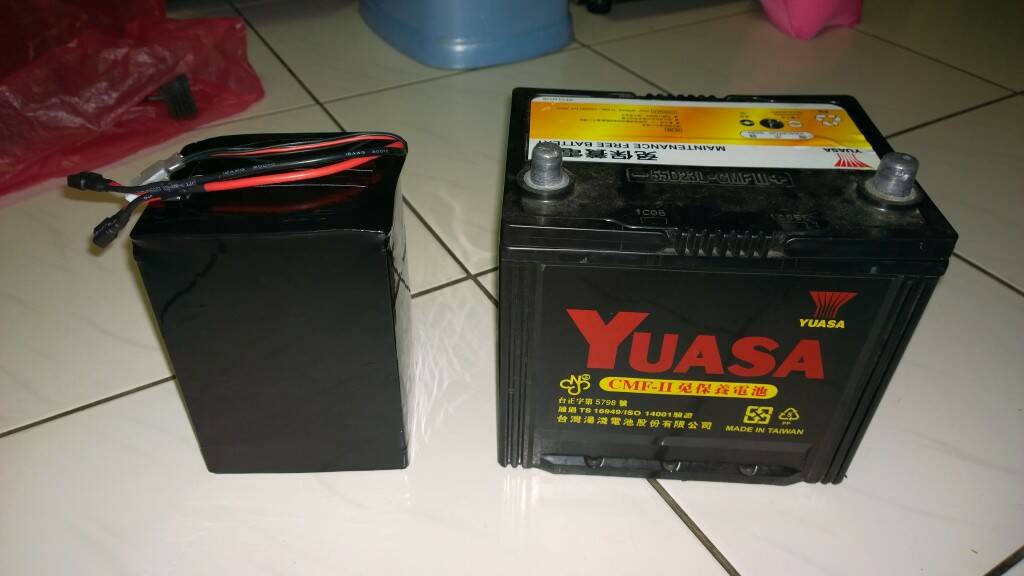 YUASA
免保養電
MAINTENANCE FREE BATTERY
55D23L-CMFII
YUASA
YUASA
CMF-II 免保養電池
台正字第 5798 號
通過 TS 16949/ISO 14001驗證
台灣湯淺電池股份有限公司
PP
MADE IN TAIWAN